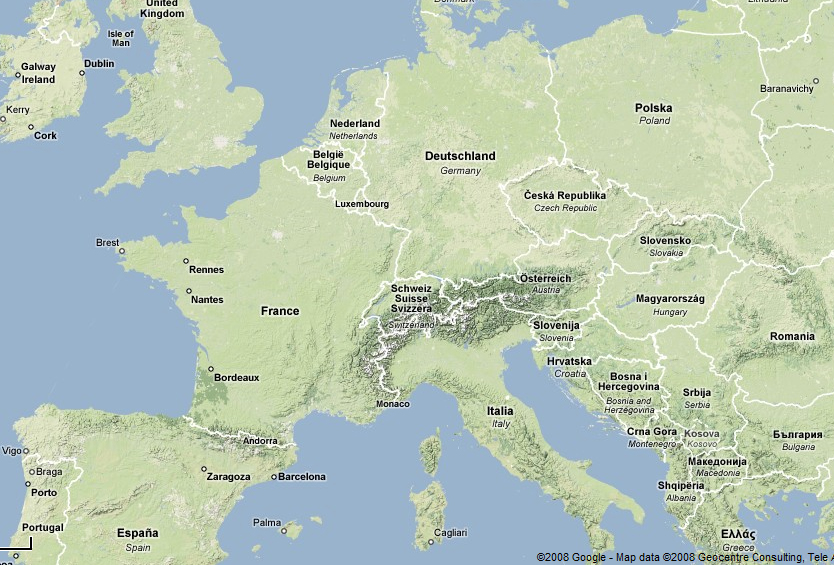 United
Kingdom
Isle of
Man
Galway
Ireland
Dublin
Kerry
Cork
Baranavichy
Polska
Poland
Nederland
Netherlands
België
Belgique
Belgium
Deutschland
Germany
Luxembourg
Česká Republika
Czech Republic
Brest
Rennes
Nantes
France
Slovensko
Slovakia
Schweiz
Suisse
Svizzera
Switzerland
Österreich
Austria
Magyarország
Hungary
Slovenija
Slovenia
Romania
Hrvatska
Croatia
Bordeaux
Bosna i
Hercegovina
Bosnia and
Herzegovina
Srbija
Serbia
Monaco
Italia
Italy
Crna Gora
Montenegro
Kosova
Kosovo
България
Bulgaria
Македонија
Macedonia
Andorra
Vigo
Braga
Porto
Zaragoza
Barcelona
Shqipëria
Albania
Portugal
España
Spain
Palma
Cagliari
Ελλάς
Greece
©2008 Google - Map data ©2008 Geocentre Consulting, Tele A